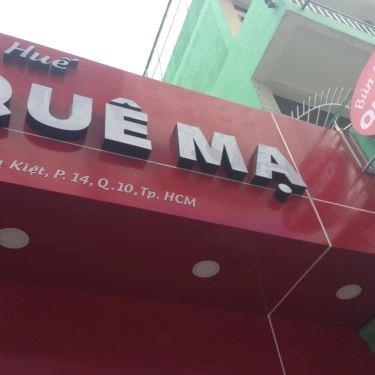 Huế
QUÊ MẠ
Kiệt, P. 14, Q.10, Tp. HCM
Bún